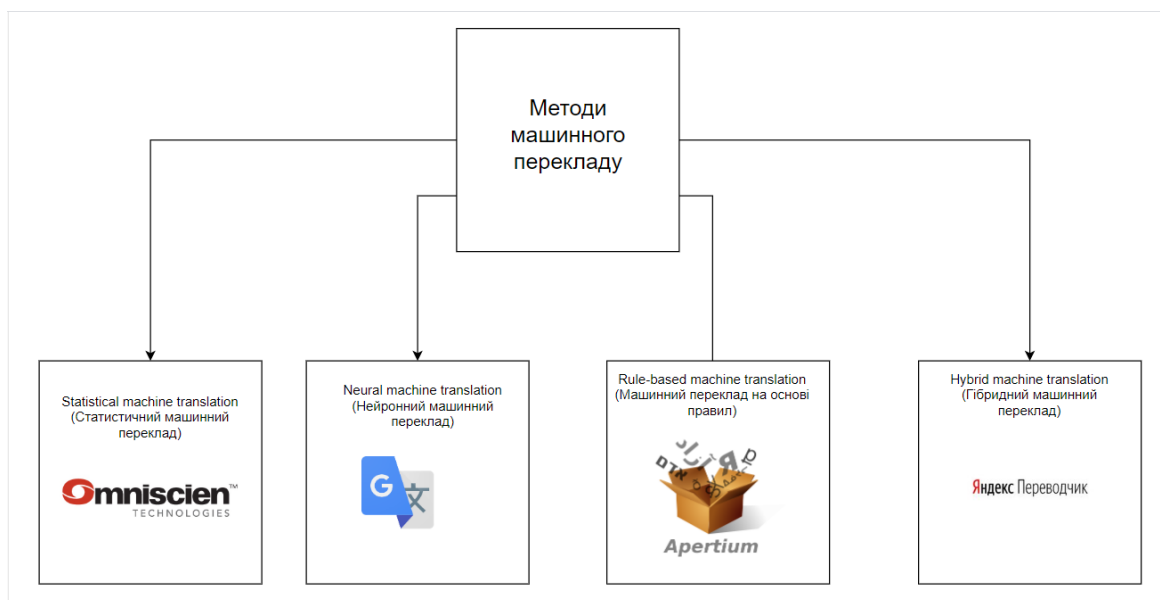 Методи
машинного
перекладу
Statistical machine translation
(Статистичний машинний
переклад)
Omniscien™
TECHNOLOGIES
Neural machine translation
(Нейронний машинний
переклад)
G 文
Rule-based machine translation
(Машинний переклад на основі
правил)
Я
אדם
Apertium
Hybrid machine translation
(Гібридний машинний
переклад)
Яндекс Переводчик